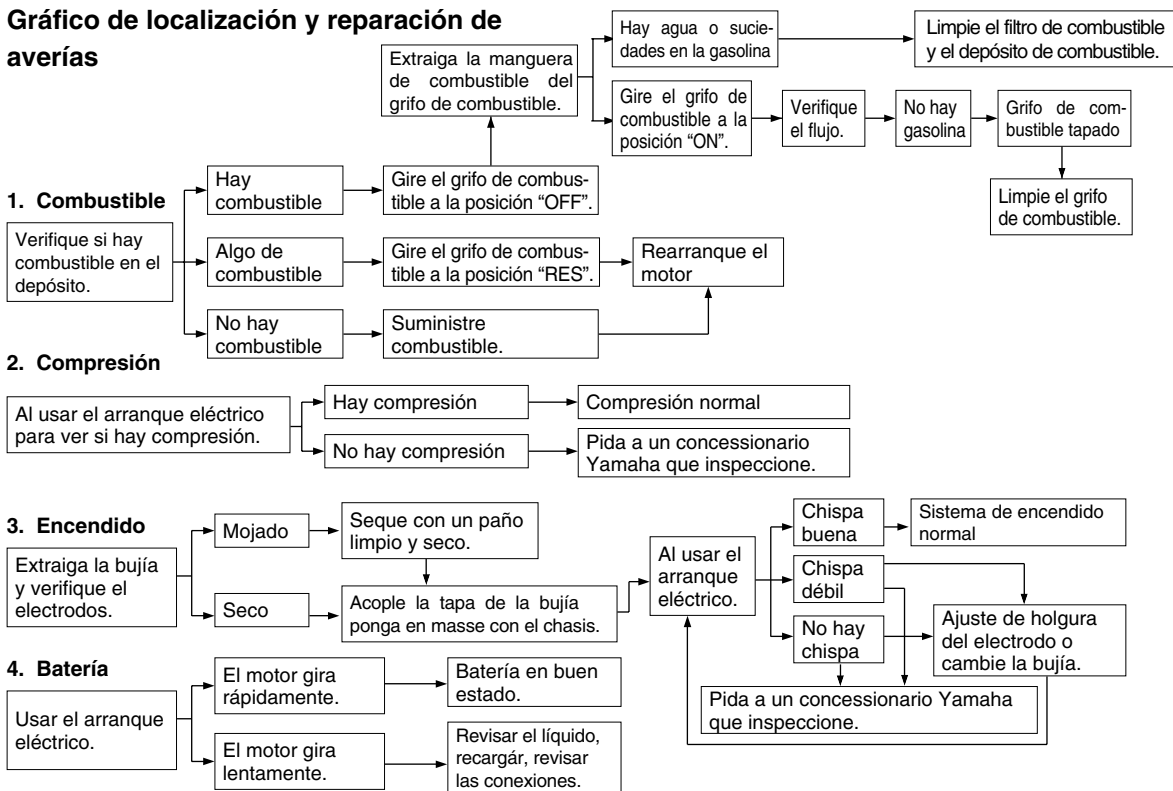 Gráfico de localización y reparación de
averías
Extraiga la manguera
de combustible del
grifo de combustible.
Hay agua o sucie-
dades en la gasolina
Limpie el filtro de combustible
y el depósito de combustible.
Gire el grifo de
combustible a la
posición “ON”.
Verifique
el flujo.
No hay
gasolina
Grifo de com-
bustible tapado
Limpie el grifo
de combustible.
1. Combustible
Verifique si hay
combustible en el
depósito.
Hay
combustible
Gire el grifo de combus-
tible a la posición “OFF”.
Algo de
combustible
Gire el grifo de combus-
tible a la posición “RES”.
Rearranque el
motor
No hay
combustible
Suministre
combustible.
2. Compresión
Al usar el arranque eléctrico
para ver si hay compresión.
Hay compresión
Compresión normal
No hay compresión
Pida a un concessionario
Yamaha que inspeccione.
3. Encendido
Extraiga la bujía
y verifique el
electrodos.
Mojado
Seque con un paño
limpio y seco.
Seco
Acople la tapa de la bujía
ponga en masse con el chasis.
Al usar el
arranque
eléctrico.
Chispa
buena
Sistema de encendido
normal
Chispa
débil
No hay
chispa
Ajuste de holgura
del electrodo o
cambie la bujía.
Pida a un concessionario Yamaha
que inspeccione.
4. Batería
Usar el arranque
eléctrico.
El motor gira
rápidamente.
Batería en buen
estado.
El motor gira
lentamente.
Revisar el líquido,
recargár, revisar
las conexiones.